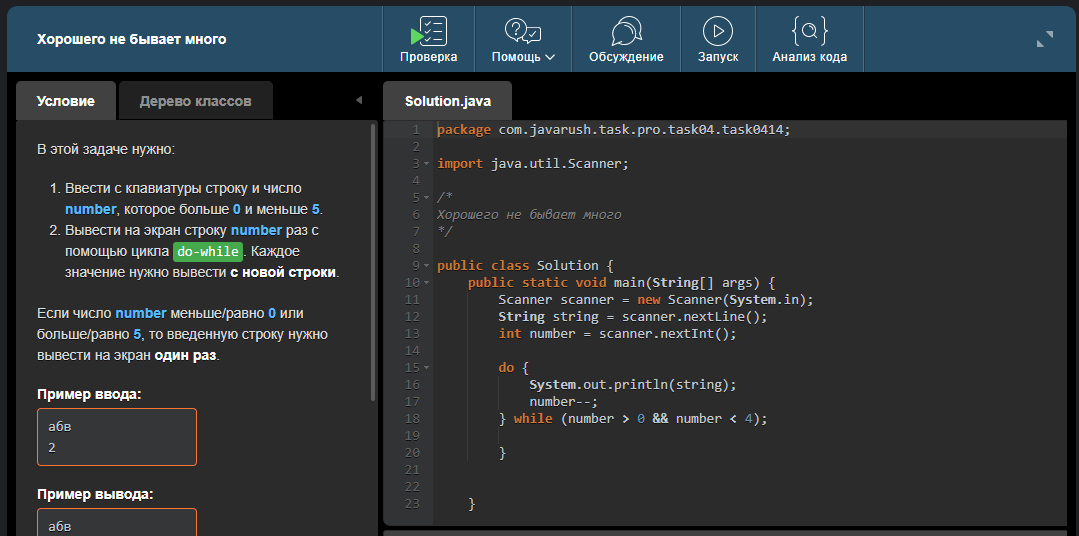 Хорошего не бывает много
Проверка
Помощь
Обсуждение
Запуск
Анализ кода
Условие
Дерево классов
В этой задаче нужно:
1. Ввести с клавиатуры строку и число
number, которое больше 0 и меньше 5.
2. Вывести на экран строку number раз с
помощью цикла do-while. Каждое
значение нужно вывести с новой строки.
Если число number меньше/равно 0 или
больше/равно 5, то введенную строку нужно
вывести на экран один раз.
Пример ввода:
абв
2
Пример вывода:
абв
Solution.java
1 package com.javarush.task.pro.task04.task0414;
2
3 import java.util.Scanner;
4
5 /*
6 Хорошего не бывает много
7 */
8
9 public class Solution {
10 public static void main(String[] args) {
11 Scanner scanner = new Scanner(System.in);
12 String string = scanner.nextLine();
13 int number = scanner.nextInt();
14
15 do {
16 System.out.println(string);
17 number--;
18 } while (number > 0 && number < 4);
19
20 }
21
22
23 }